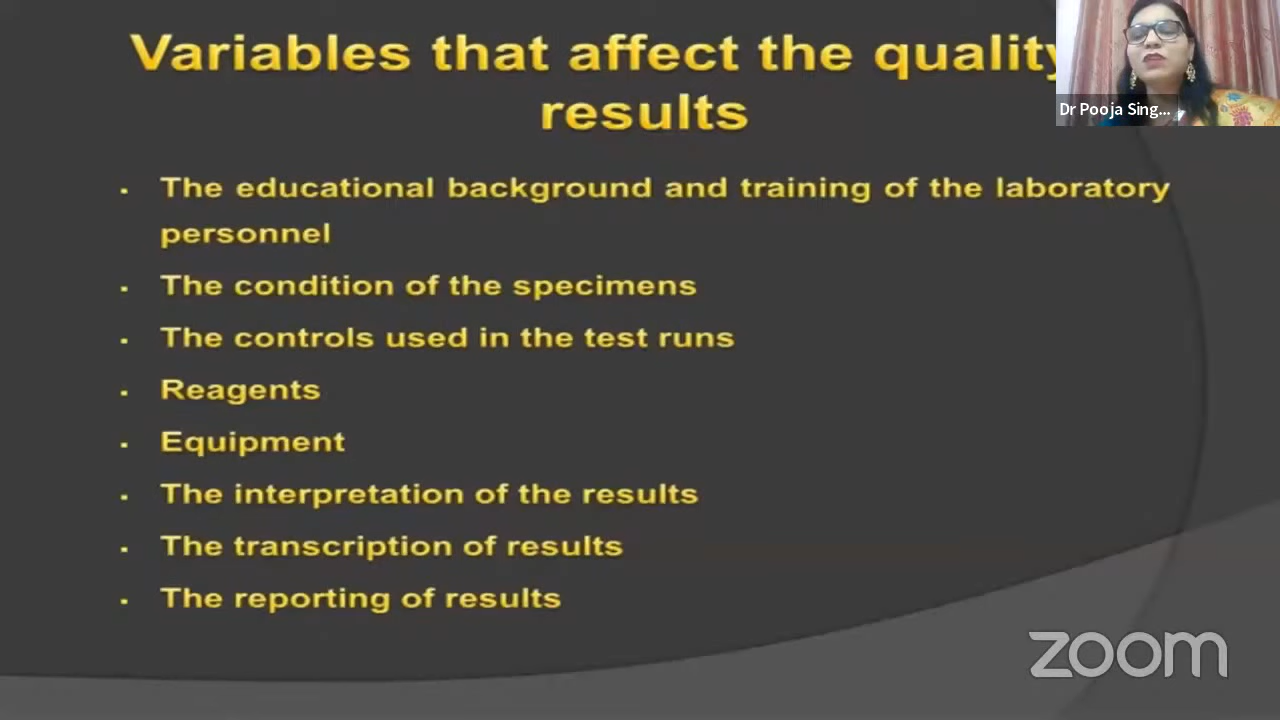 Variables that affect the quality
results
Dr Pooja Sing...
▪ The educational background and training of the laboratory
personnel
▪ The condition of the specimens
▪ The controls used in the test runs
▪ Reagents
▪ Equipment
▪ The interpretation of the results
▪ The transcription of results
▪ The reporting of results
zoom